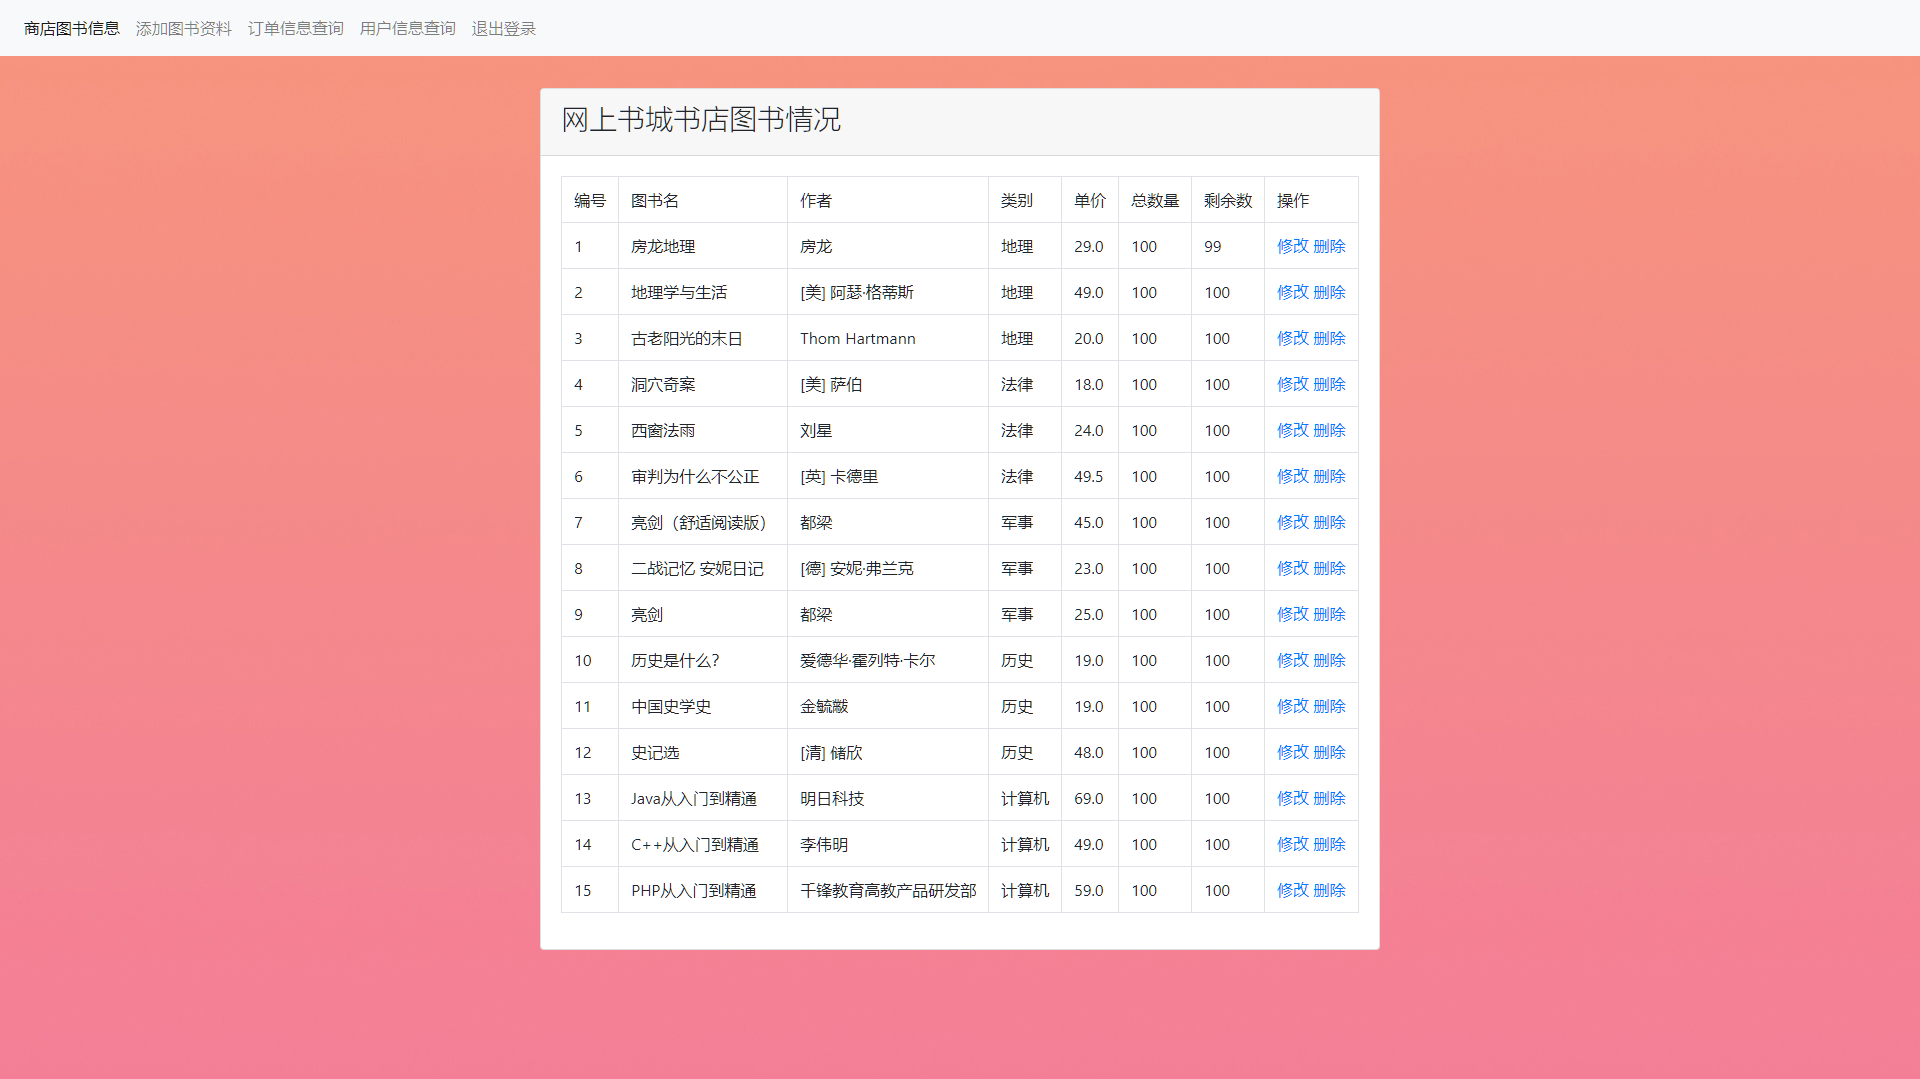 商店图书信息 添加图书资料 订单信息查询 用户信息查询 退出登录
网上书城书店图书情况
编号 图书名 作者 类别 单价 总数量 剩余数 操作
1 房龙地理 房龙 地理 29.0 100 99 修改 删除
2 地理学与生活 [美] 阿瑟·格蒂斯 地理 49.0 100 100 修改 删除
3 古老阳光的末日 Thom Hartmann 地理 20.0 100 100 修改 删除
4 洞穴奇案 [美] 萨伯 法律 18.0 100 100 修改 删除
5 西窗法雨 刘星 法律 24.0 100 100 修改 删除
6 审判为什么不公正 [英] 卡德里 法律 49.5 100 100 修改 删除
7 亮剑（舒适阅读版） 都梁 军事 45.0 100 100 修改 删除
8 二战记忆 安妮日记 [德] 安妮·弗兰克 军事 23.0 100 100 修改 删除
9 亮剑 都梁 军事 25.0 100 100 修改 删除
10 历史是什么？ 爱德华·霍列特·卡尔 历史 19.0 100 100 修改 删除
11 中国史学史 金毓黻 历史 19.0 100 100 修改 删除
12 史记选 [清] 储欣 历史 48.0 100 100 修改 删除
13 Java从入门到精通 明日科技 计算机 69.0 100 100 修改 删除
14 C++从入门到精通 李伟明 计算机 49.0 100 100 修改 删除
15 PHP从入门到精通 千锋教育高教产品研发部 计算机 59.0 100 100 修改 删除